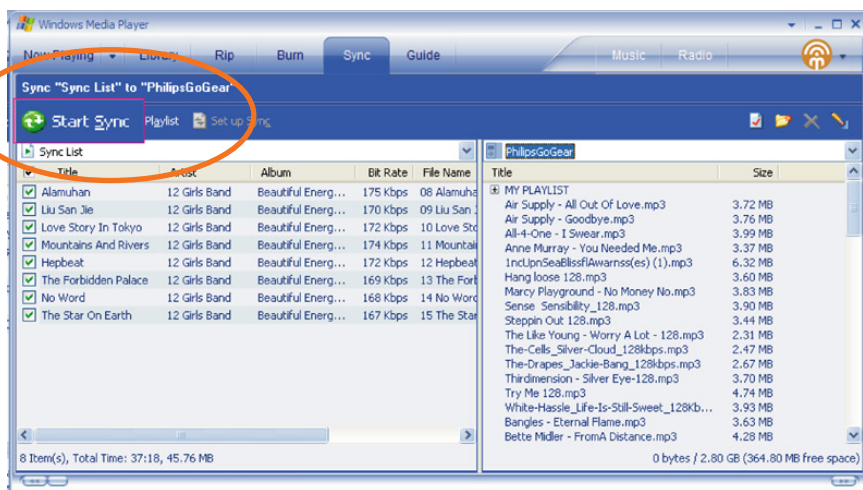 Windows Media Player
Now Playing Library Rip Burn Sync Guide Music Radio
Sync "Sync List" to "PhilipsGoGear"
Start Sync Playlist Set up Sync
Sync List
Title Artist Album Bit Rate File Name
Alamuhan 12 Girls Band Beautiful Energ... 175 Kbps 08 Alamuha
Liu San Jie 12 Girls Band Beautiful Energ... 170 Kbps 09 Liu San
Love Story In Tokyo 12 Girls Band Beautiful Energ... 172 Kbps 10 Love Sto
Mountains And Rivers 12 Girls Band Beautiful Energ... 174 Kbps 11 Mountai
Hepbeat 12 Girls Band Beautiful Energ... 172 Kbps 12 Hepbeat
The Forbidden Palace 12 Girls Band Beautiful Energ... 169 Kbps 13 The Forb
No Word 12 Girls Band Beautiful Energ... 168 Kbps 14 No Word
The Star On Earth 12 Girls Band Beautiful Energ... 167 Kbps 15 The Star
8 Item(s), Total Time: 37:18, 45.76 MB
PhilipsGoGear
Title Size
MY PLAYLIST
Air Supply - All Out Of Love.mp3 3.72 MB
Air Supply - Goodbye.mp3 3.76 MB
All-4-One - I Swear.mp3 3.99 MB
Anne Murray - You Needed Me.mp3 3.37 MB
1ncUpnSeaBlissflAwarnss(es) (1).mp3 6.32 MB
Hang loose 128.mp3 3.60 MB
Marcy Playground - No Money No.mp3 3.83 MB
Sense Sensibility_128.mp3 3.90 MB
Steppin Out 128.mp3 3.44 MB
The Like Young - Worry A Lot - 128.mp3 2.31 MB
The-Cells_Silver-Cloud_128kbps.mp3 2.47 MB
The-Drapes_Jackie-Bang_128kbps.mp3 2.67 MB
Thirdimension - Silver Eye-128.mp3 3.70 MB
Try Me 128.mp3 4.74 MB
White-Hassle_Life-Is-Still-Sweet_128Kb... 3.93 MB
Bangles - Eternal Flame.mp3 3.63 MB
Bette Midler - FromA Distance.mp3 4.28 MB
0 bytes / 2.80 GB (364.80 MB free space)